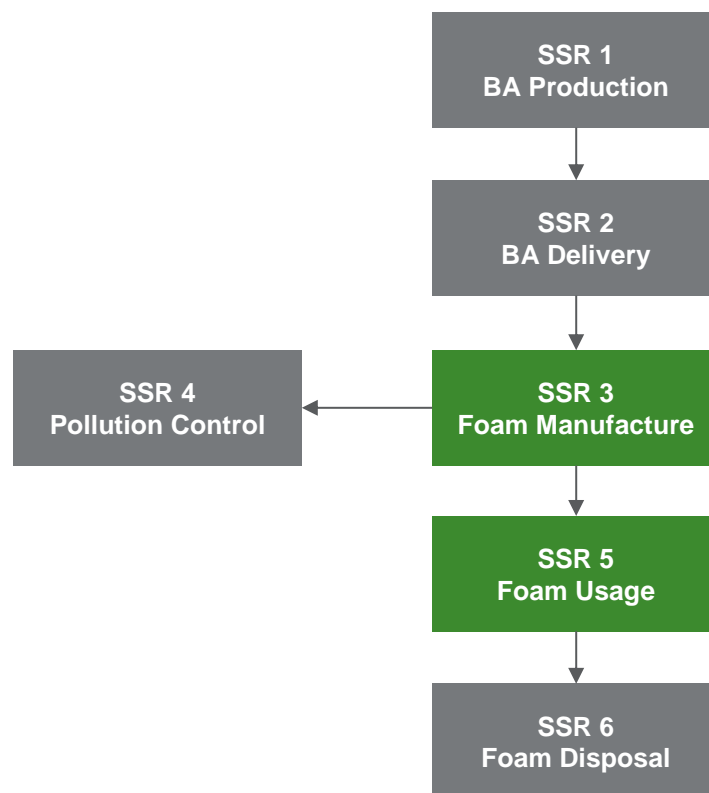 SSR 1
BA Production
SSR 2
BA Delivery
SSR 4
Pollution Control
SSR 3
Foam Manufacture
SSR 5
Foam Usage
SSR 6
Foam Disposal